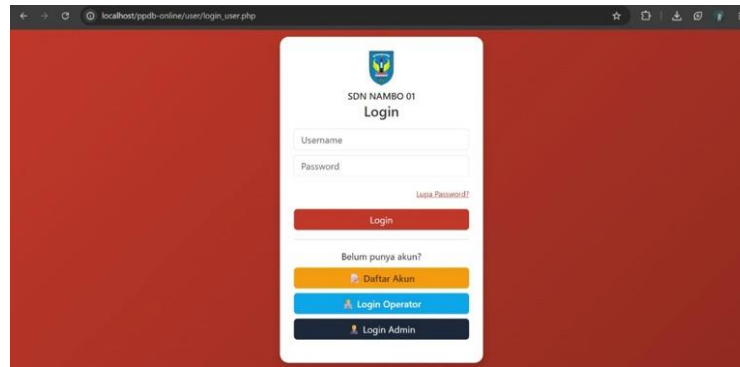 localhost/ppdb-online/user/login_user.php
SDN NAMBO 01
Login
Username
Password
Lupa Password?
Login
Belum punya akun?
Daftar Akun
Login Operator
Login Admin